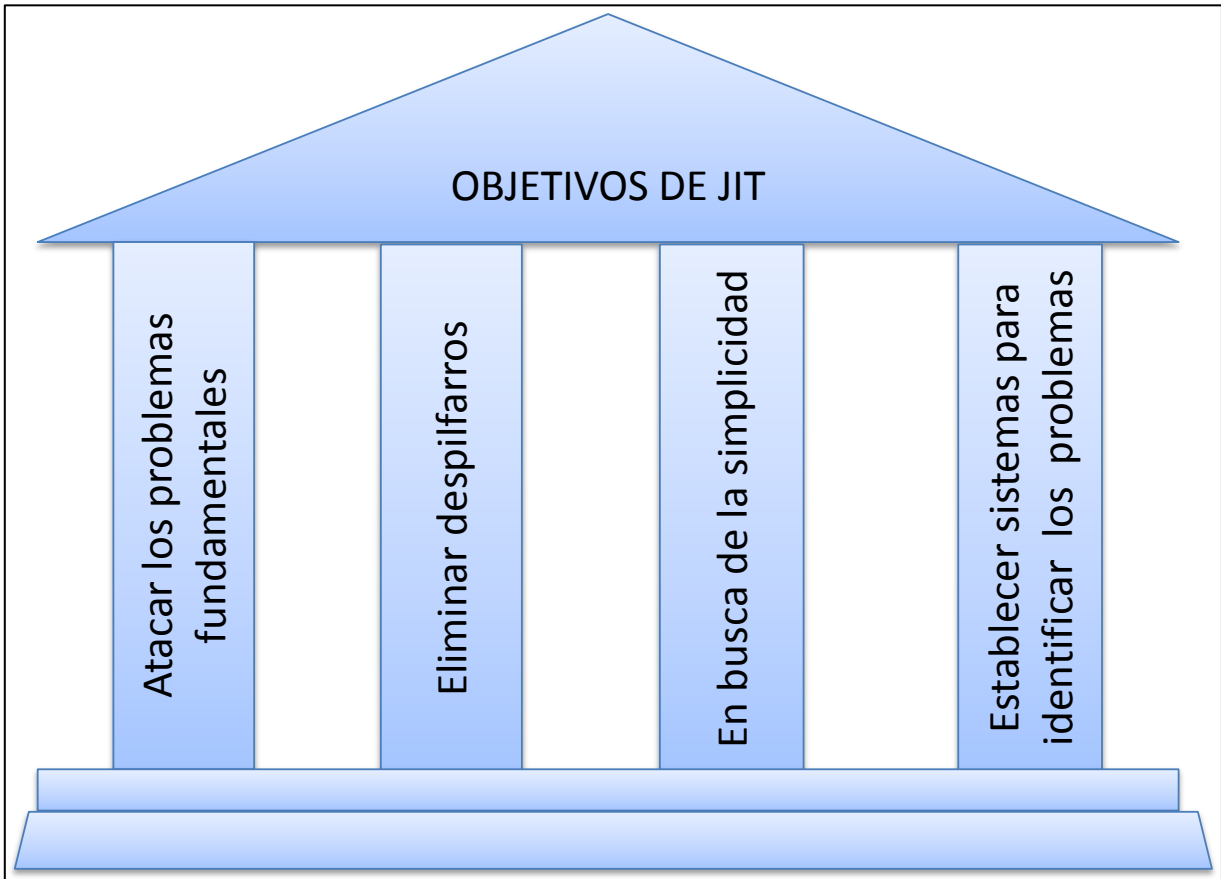 OBJETIVOS DE JIT
Atacar los problemas
fundamentales
Eliminar despilfarros
En busca de la simplicidad
Establecer sistemas para
identificar los problemas